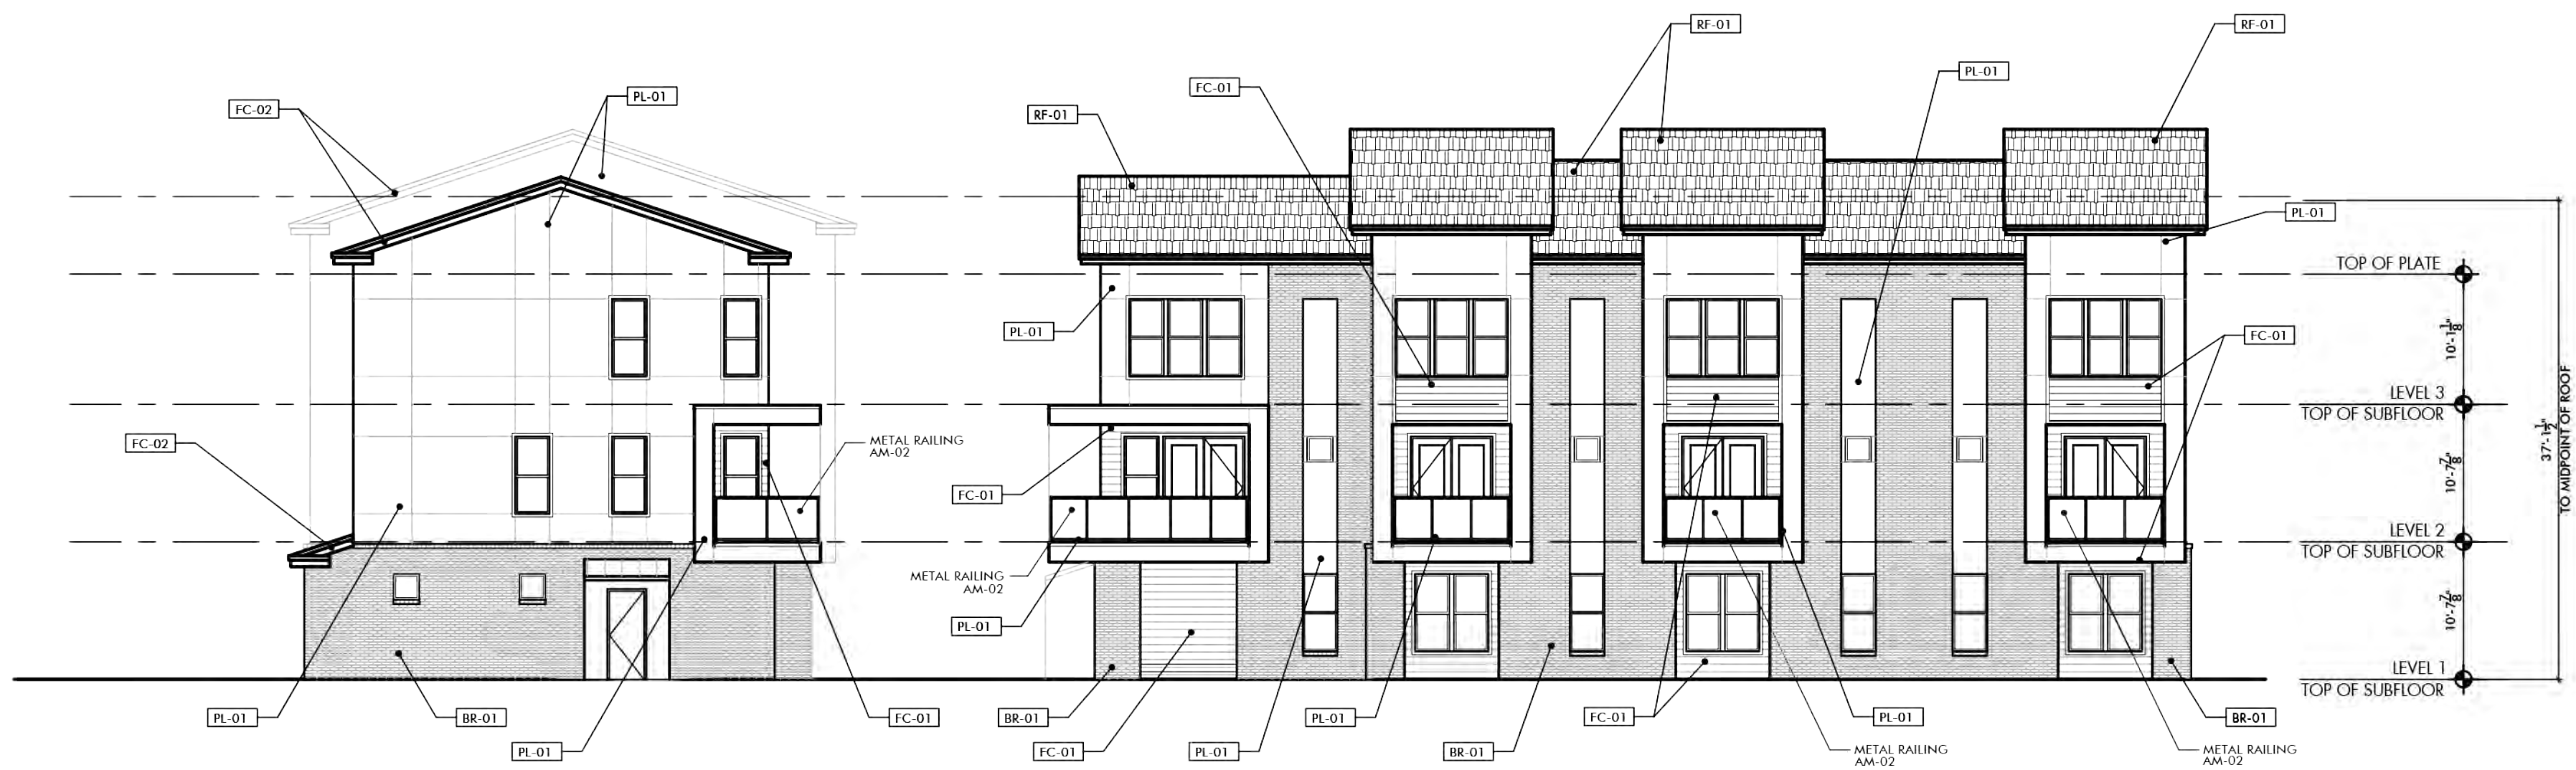 RF-01
RF-01
PL-01
FC-01
PL-01
FC-02
RF-01
PL-01
TOP OF PLATE
PL-01
FC-01
10'-1 1/8"
LEVEL 3
TOP OF SUBFLOOR
TO MIDPOINT OF ROOF
37'-1 1/2"
FC-02
METAL RAILING
AM-02
FC-01
10'-7 7/8"
LEVEL 2
TOP OF SUBFLOOR
METAL RAILING
AM-02
PL-01
10'-7 7/8"
LEVEL 1
TOP OF SUBFLOOR
PL-01
BR-01
FC-01
BR-01
PL-01
FC-01
PL-01
BR-01
PL-01
FC-01
PL-01
BR-01
METAL RAILING
AM-02
METAL RAILING
AM-02